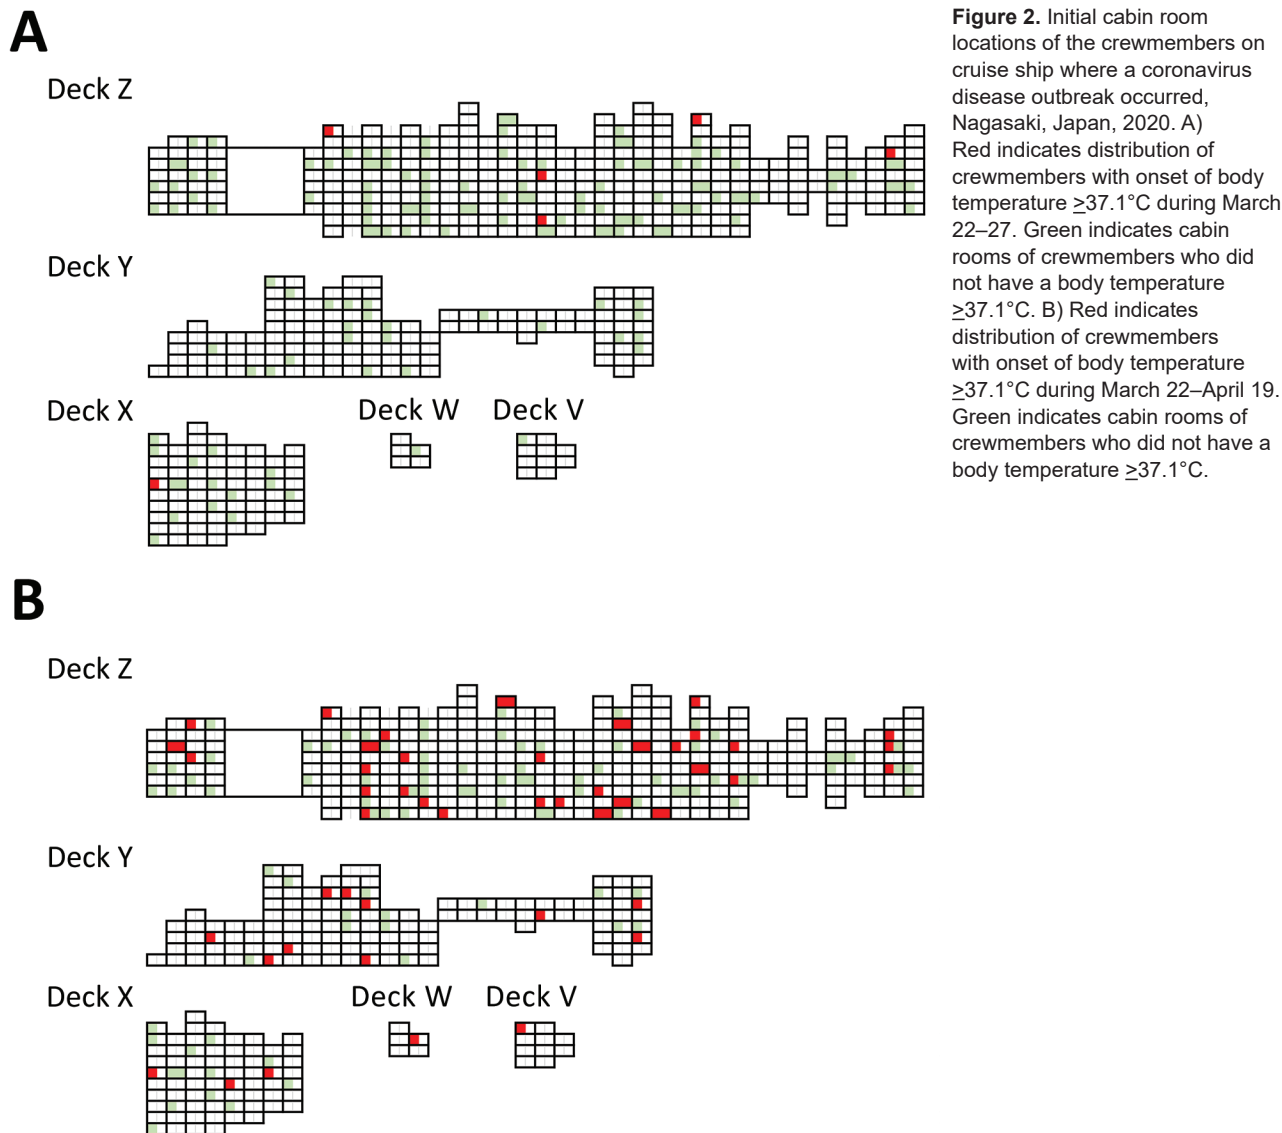 A
Deck Z
Deck Y
Deck X
Deck W
Deck V
B
Deck Z
Deck Y
Deck X
Deck W
Deck V
Figure 2. Initial cabin room
locations of the crewmembers on
cruise ship where a coronavirus
disease outbreak occurred,
Nagasaki, Japan, 2020. A)
Red indicates distribution of
crewmembers with onset of body
temperature ≥37.1°C during March
22–27. Green indicates cabin
rooms of crewmembers who did
not have a body temperature
≥37.1°C. B) Red indicates
distribution of crewmembers
with onset of body temperature
≥37.1°C during March 22–April 19.
Green indicates cabin rooms of
crewmembers who did not have a
body temperature ≥37.1°C.